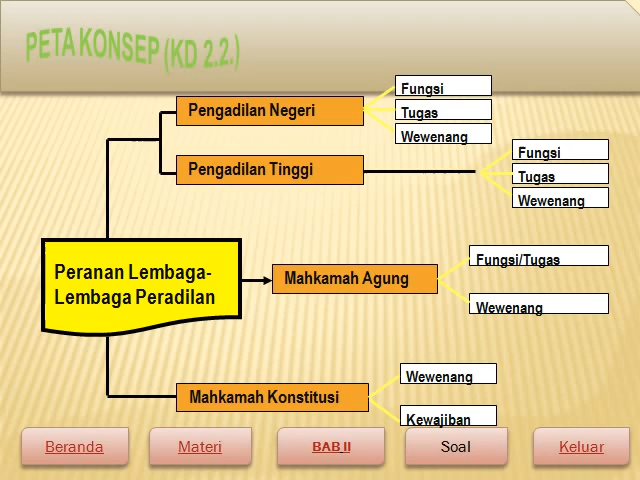 PETA KONSEP (KD 2.2.)
Pengadilan Negeri
Fungsi
Tugas
Wewenang
Pengadilan Tinggi
Fungsi
Tugas
Wewenang
Peranan Lembaga-
Lembaga Peradilan
Mahkamah Agung
Fungsi/Tugas
Wewenang
Mahkamah Konstitusi
Wewenang
Kewajiban
Beranda
Materi
BAB II
Soal
Keluar